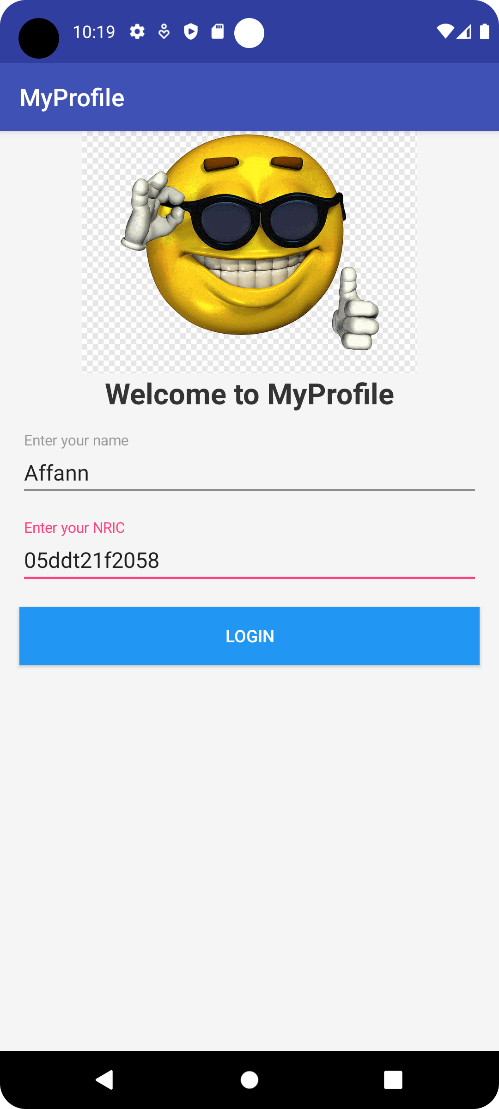 10:19
MyProfile
Welcome to MyProfile
Enter your name
Affann
Enter your NRIC
05ddt21f2058
LOGIN